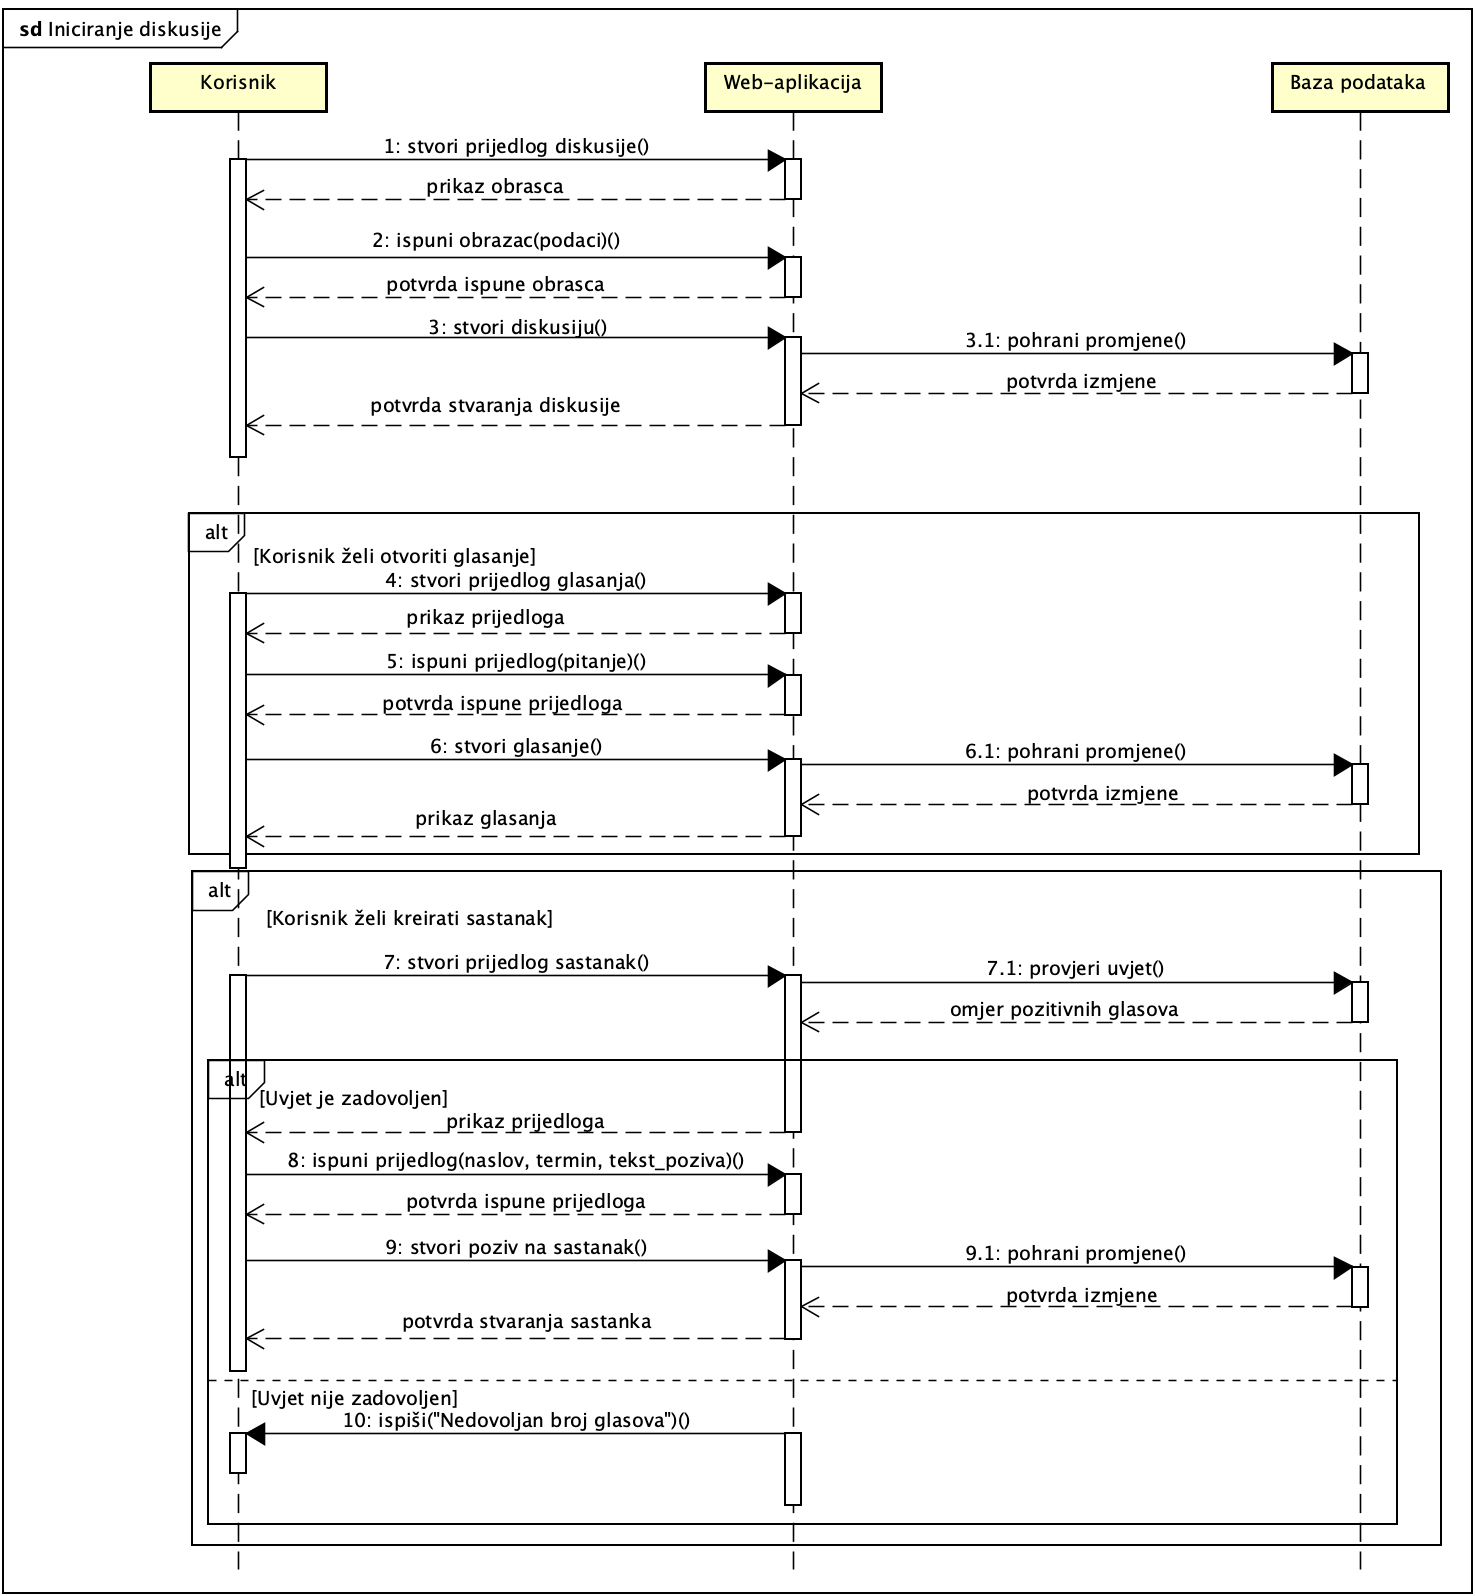 sd Iniciranje diskusije
Korisnik
Web-aplikacija
Baza podataka
1: stvori prijedlog diskusije()
prikaz obrasca
2: ispuni obrazac(podaci)()
potvrda ispune obrasca
3: stvori diskusiju()
3.1: pohrani promjene()
potvrda izmjene
potvrda stvaranja diskusije
alt
[Korisnik želi otvoriti glasanje]
4: stvori prijedlog glasanja()
prikaz prijedloga
5: ispuni prijedlog(pitanje)()
potvrda ispune prijedloga
6: stvori glasanje()
6.1: pohrani promjene()
potvrda izmjene
prikaz glasanja
alt
[Korisnik želi kreirati sastanak]
7: stvori prijedlog sastanak()
7.1: provjeri uvjet()
omjer pozitivnih glasova
alt
[Uvjet je zadovoljen]
prikaz prijedloga
8: ispuni prijedlog(naslov, termin, tekst_poziva)()
potvrda ispune prijedloga
9: stvori poziv na sastanak()
9.1: pohrani promjene()
potvrda izmjene
potvrda stvaranja sastanka
[Uvjet nije zadovoljen]
10: ispiši("Nedovoljan broj glasova")()